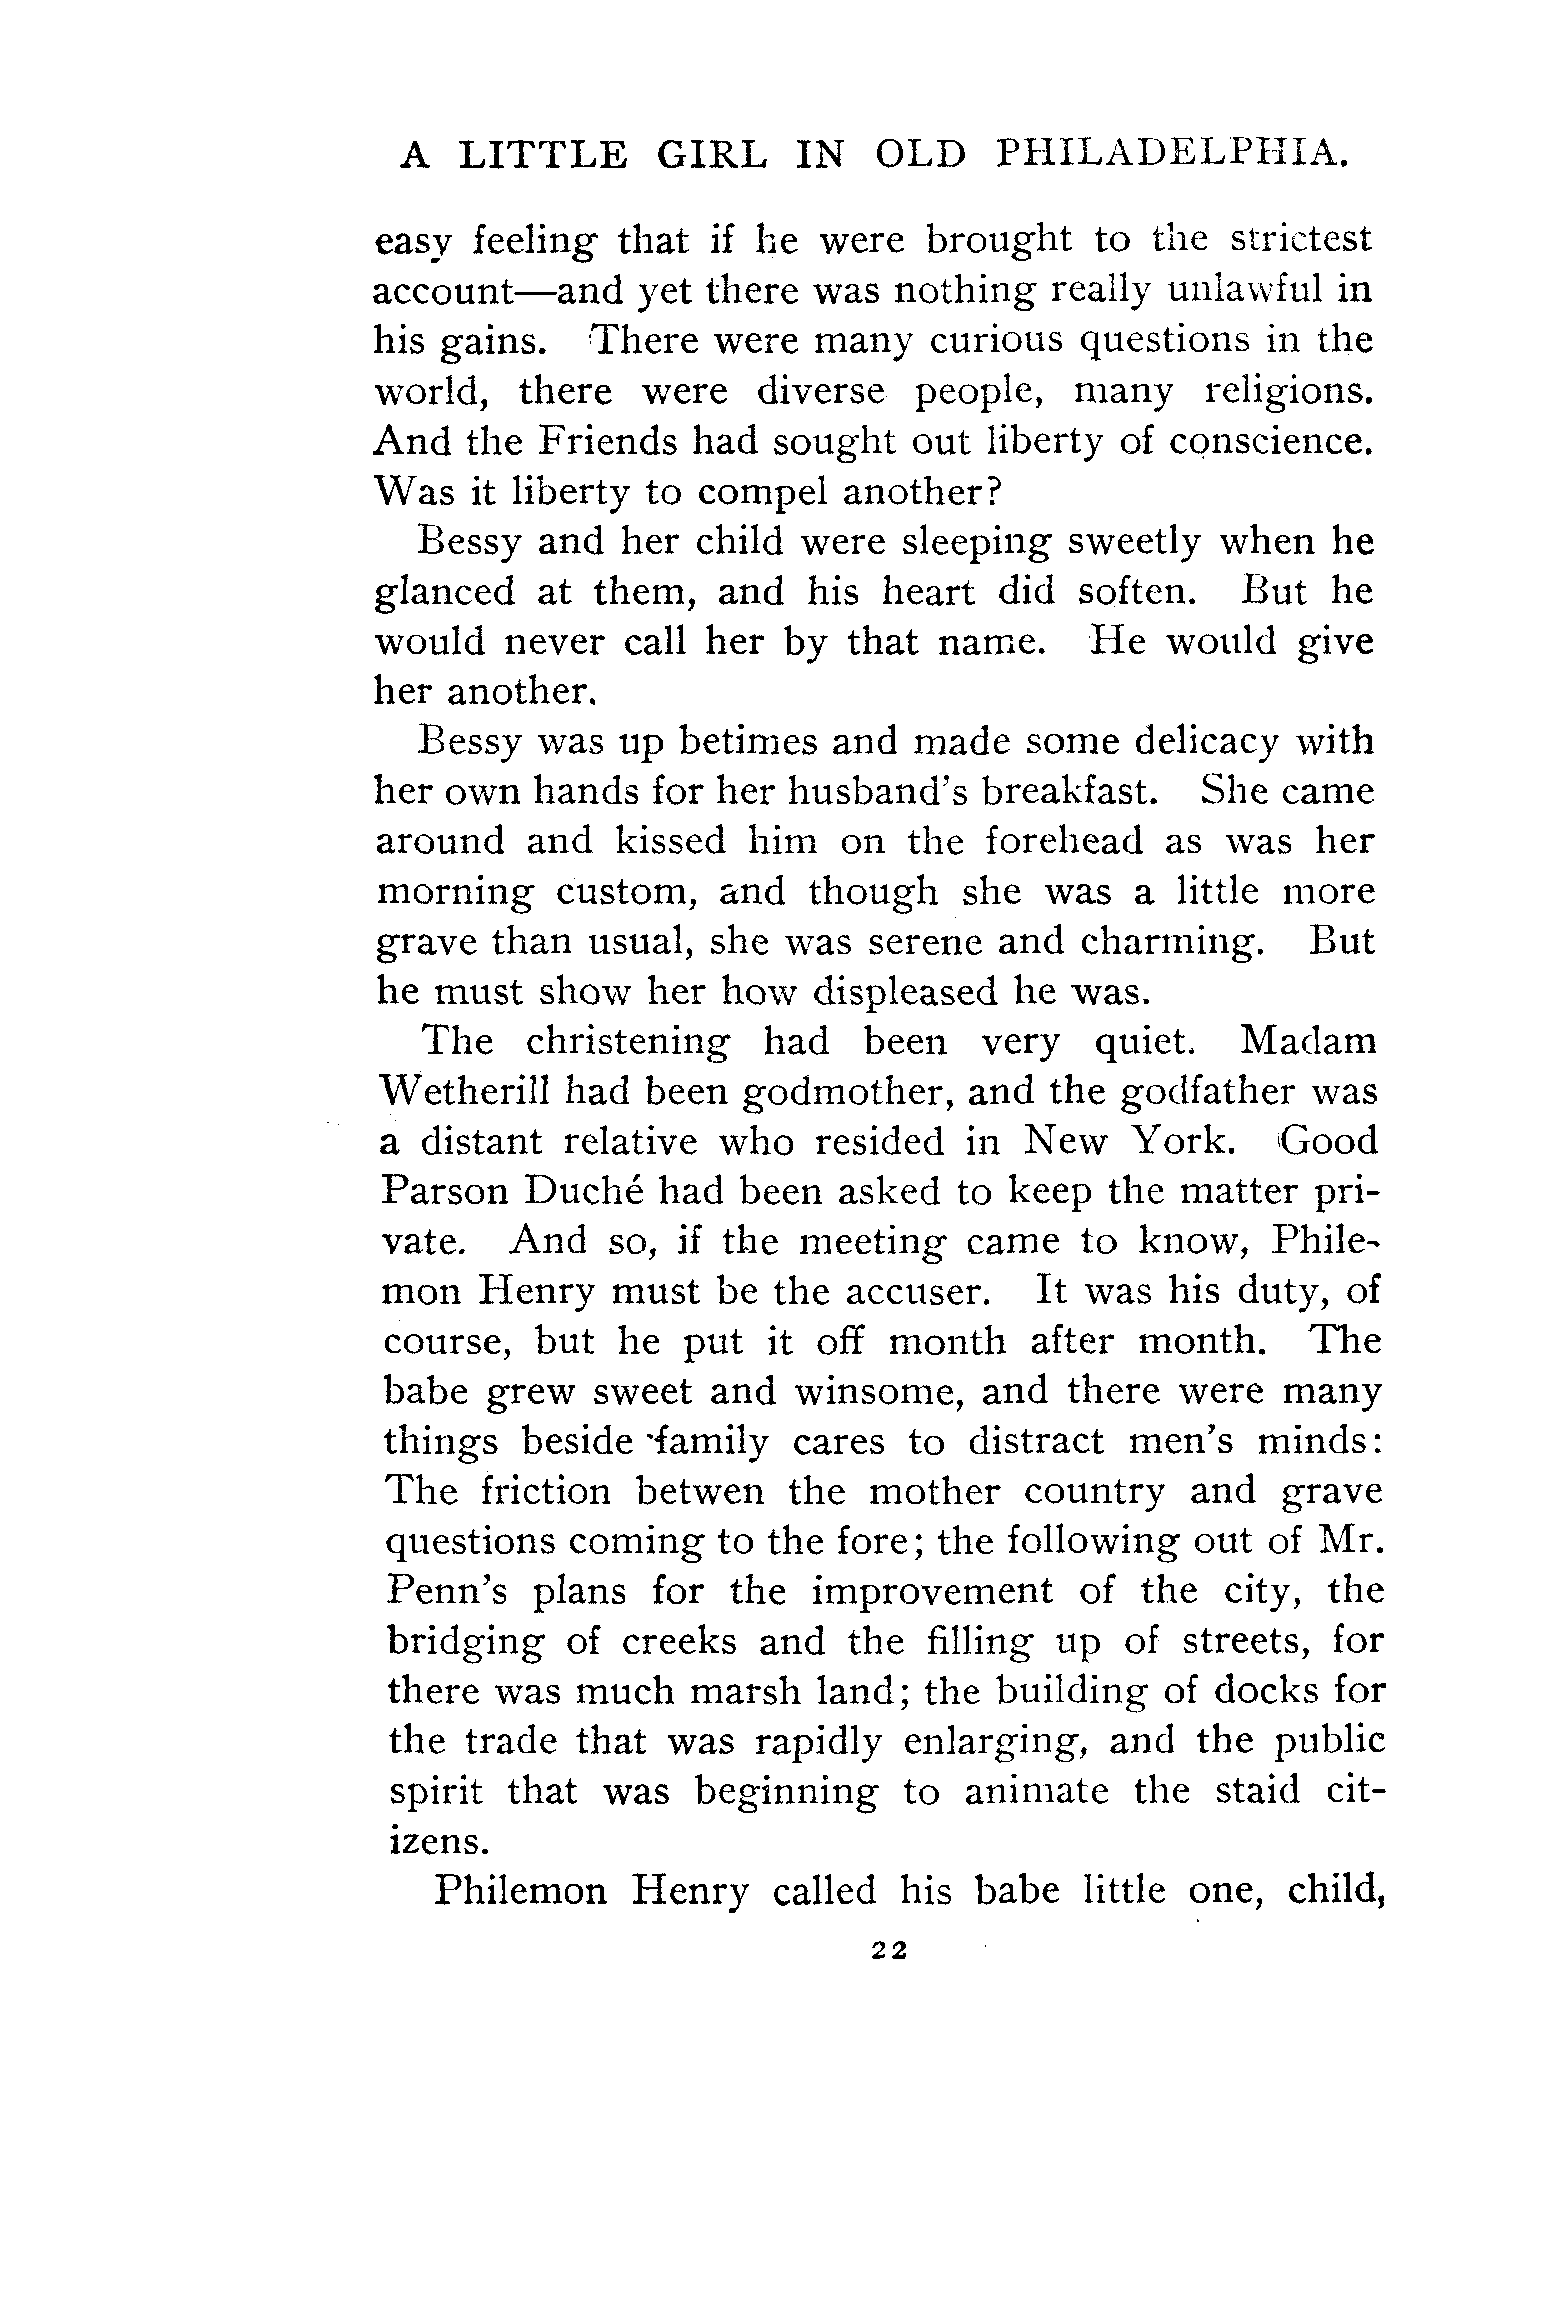 A LITTLE GIRL IN OLD PHILADELPHIA.
easy feeling that if he were brought to the strictest
account—and yet there was nothing really unlawful in
his gains. There were many curious questions in the
world, there were diverse people, many religions.
And the Friends had sought out liberty of conscience.
Was it liberty to compel another?
Bessy and her child were sleeping sweetly when he
glanced at them, and his heart did soften. But he
would never call her by that name. He would give
her another.
Bessy was up betimes and made some delicacy with
her own hands for her husband's breakfast. She came
around and kissed him on the forehead as was her
morning custom, and though she was a little more
grave than usual, she was serene and charming. But
he must show her how displeased he was.
The christening had been very quiet. Madam
Wetherill had been godmother, and the godfather was
a distant relative who resided in New York. Good
Parson Duché had been asked to keep the matter pri-
vate. And so, if the meeting came to know, Phile-
mon Henry must be the accuser. It was his duty, of
course, but he put it off month after month. The
babe grew sweet and winsome, and there were many
things beside family cares to distract men's minds:
The friction betwen the mother country and grave
questions coming to the fore; the following out of Mr.
Penn's plans for the improvement of the city, the
bridging of creeks and the filling up of streets, for
there was much marsh land; the building of docks for
the trade that was rapidly enlarging, and the public
spirit that was beginning to animate the staid cit-
izens.
Philemon Henry called his babe little one, child,
22